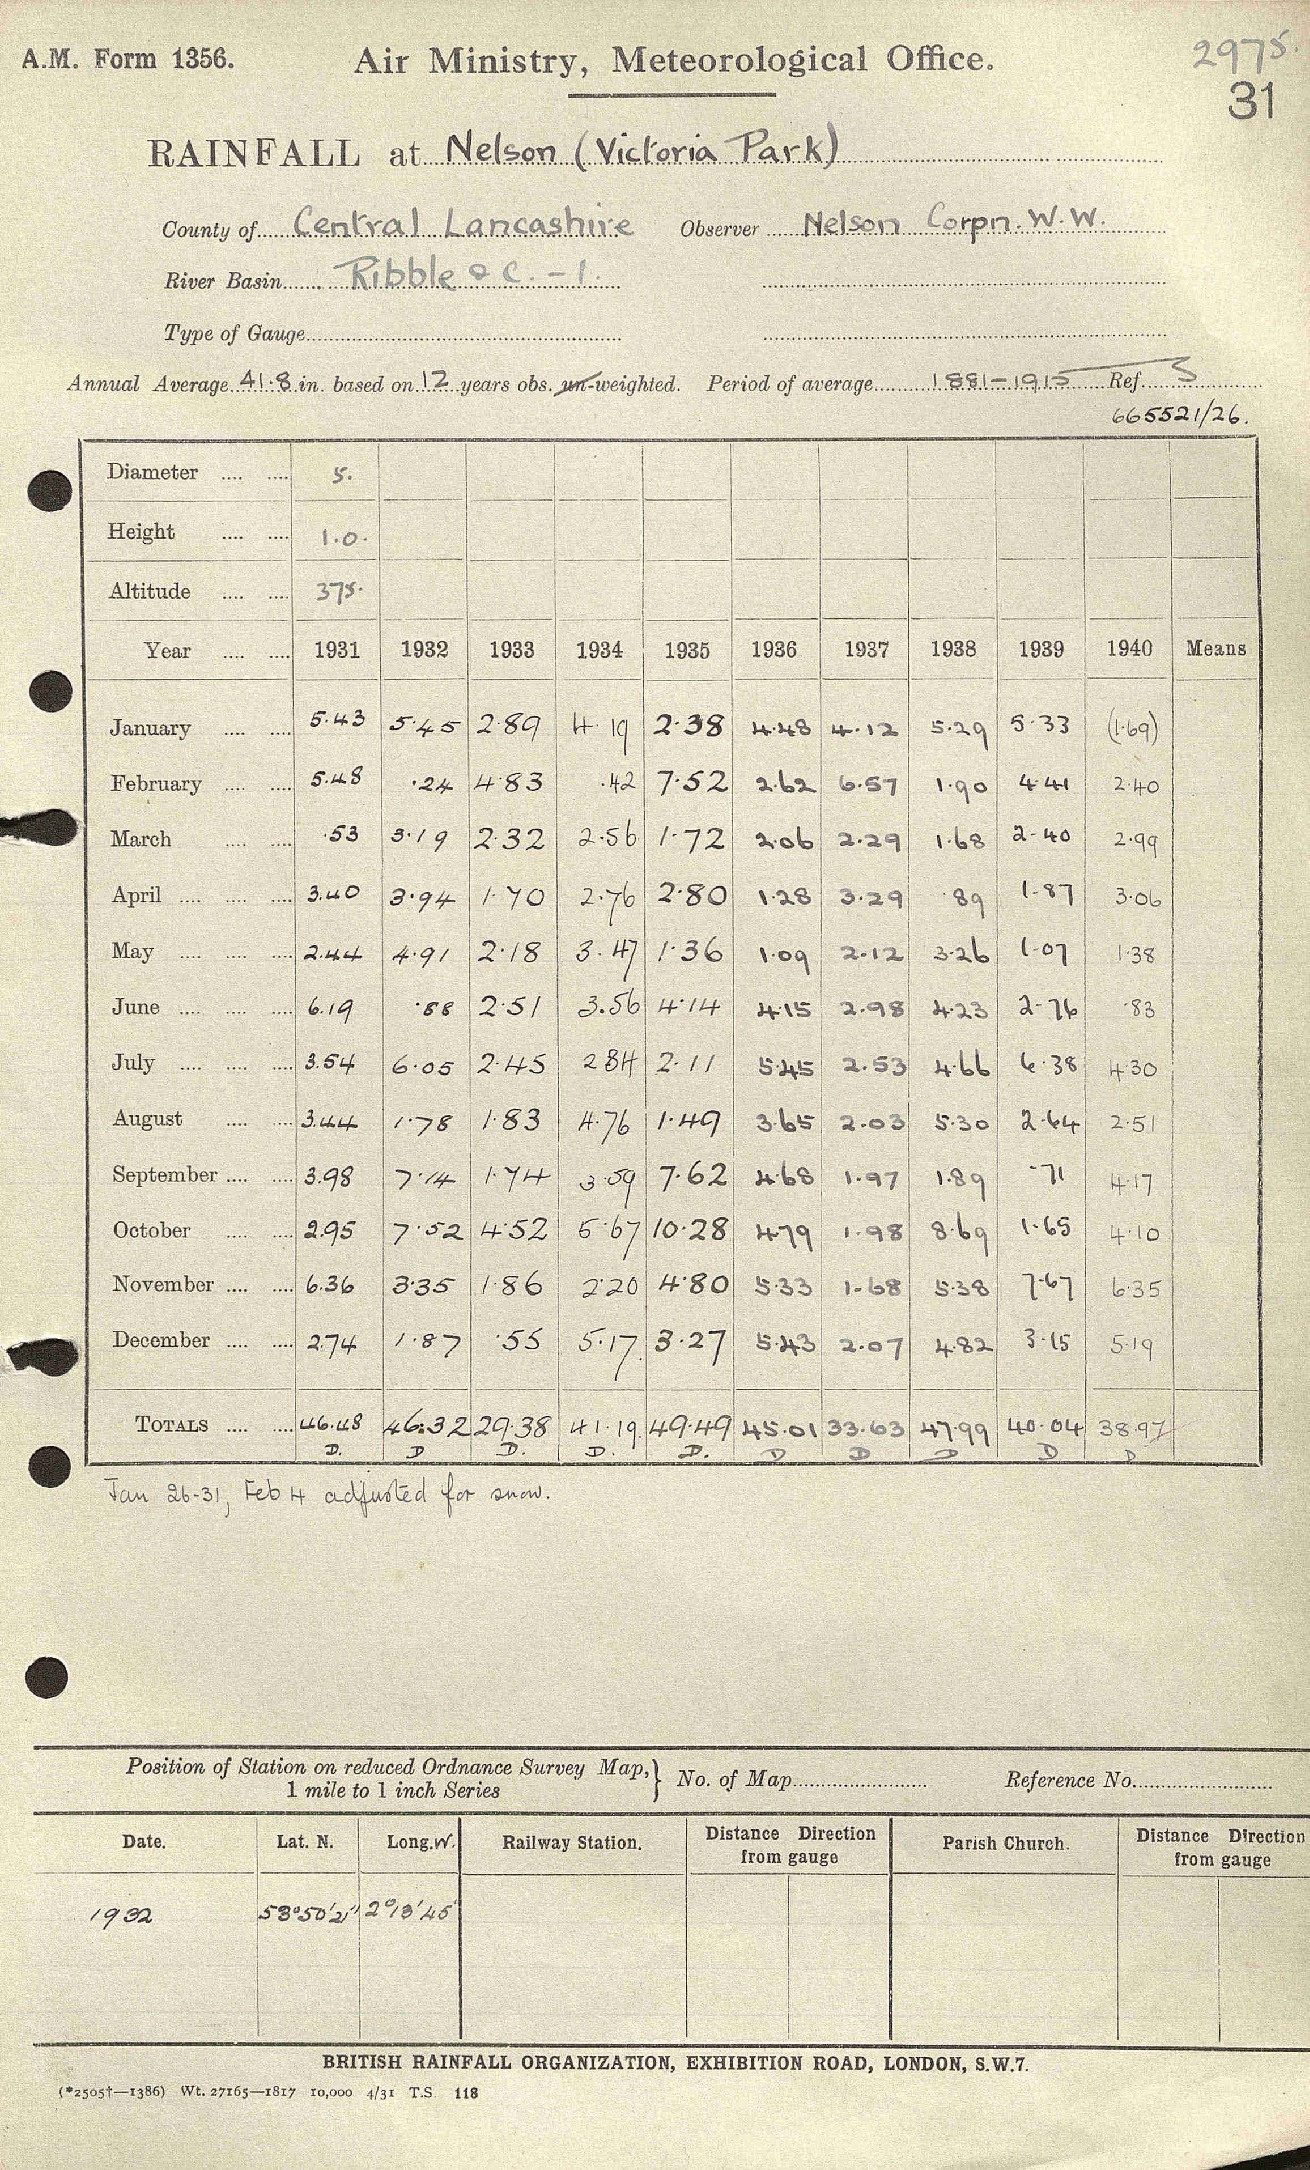 A.M. Form 1356.
Air Ministry, Meteorological Office.
2975.
31
RAINFALL at Nelson (Victoria Park)
County of Central Lancashire Observer Nelson Corpn. W.W.
River Basin Ribble & C. – 1.
Type of Gauge
Annual Average 41.8 in. based on 12 years obs. un-weighted. Period of average 1881–1915 Ref. S
665521/26.
Diameter 5.
Height 1.0.
Altitude 375.
Year 1931 1932 1933 1934 1935 1936 1937 1938 1939 1940 Means
January 5.43 5.45 2.89 4.19 2.38 4.48 4.12 5.29 5.33 (1.69)
February 5.48 .24 4.83 .42 7.52 2.62 6.57 1.90 4.41 2.40
March .53 3.19 2.32 2.56 1.72 2.06 2.29 1.68 2.40 2.99
April 3.40 3.94 1.70 2.76 2.80 1.28 3.29 .89 1.87 3.06
May 2.44 4.91 2.18 3.47 1.36 1.09 2.12 3.26 1.07 1.38
June 6.19 .88 2.51 3.56 4.14 4.15 2.98 4.23 2.76 .83
July 3.54 6.05 2.45 2.84 2.11 5.45 2.53 4.66 6.38 4.30
August 3.44 1.78 1.83 4.76 1.49 3.65 2.03 5.30 2.64 2.51
September 3.98 7.14 1.74 3.59 7.62 4.68 1.97 1.89 .71 4.17
October 2.95 7.52 4.52 5.67 10.28 4.79 1.98 8.69 1.65 4.10
November 6.36 3.35 1.86 2.20 4.80 5.33 1.68 5.38 7.67 6.35
December 2.74 1.87 .55 5.17 3.27 5.43 2.07 4.82 3.15 5.19
TOTALS 46.48 46.32 29.38 41.19 49.49 45.01 33.63 47.99 40.04 38.97
D. D D. D. D. D D D D D
Jan 26-31, Feb 4 adjusted for snow.
Position of Station on reduced Ordnance Survey Map, } No. of Map Reference No.
1 mile to 1 inch Series
Date. Lat. N. Long. W. Railway Station. Distance Direction from gauge Parish Church. Distance Direction from gauge
1932 53°50'21" 2°13'45"
BRITISH RAINFALL ORGANIZATION, EXHIBITION ROAD, LONDON, S.W.7.
(*2505†—1386) Wt. 27165—1817 10,000 4/31 T.S. 118